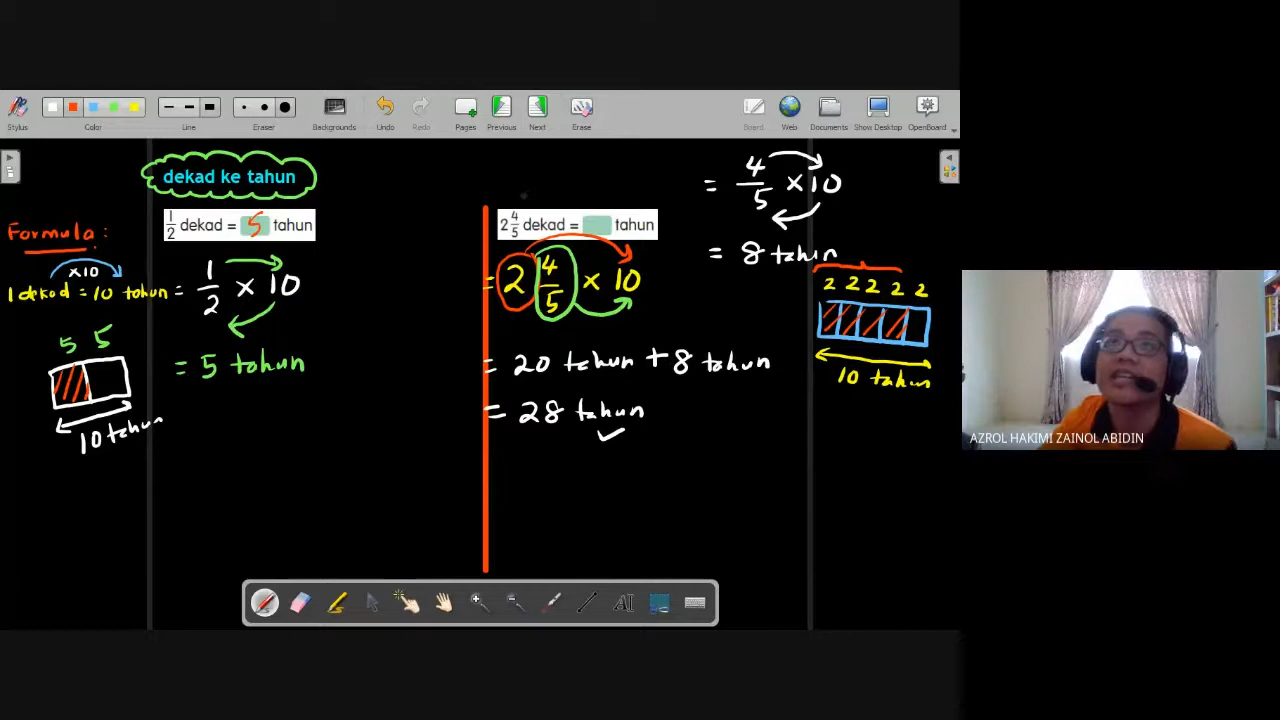 Stylus
Color
Line
Eraser
Backgrounds
Undo
Redo
Pages
Previous
Next
Erase
Board
Web
Documents
Show Desktop
OpenBoard
dekad ke tahun
Formula :
x10
1 dekad = 10 tahun
5 5
10 tahun
1/2 dekad = 5 tahun
= 1/2 × 10
= 5 tahun
2 4/5 dekad = tahun
= 2 4/5 × 10
= 20 tahun + 8 tahun
= 28 tahun
= 4/5 × 10
= 8 tahun
2 2 2 2 2
10 tahun
AI
AZROL HAKIMI ZAINOL ABIDIN